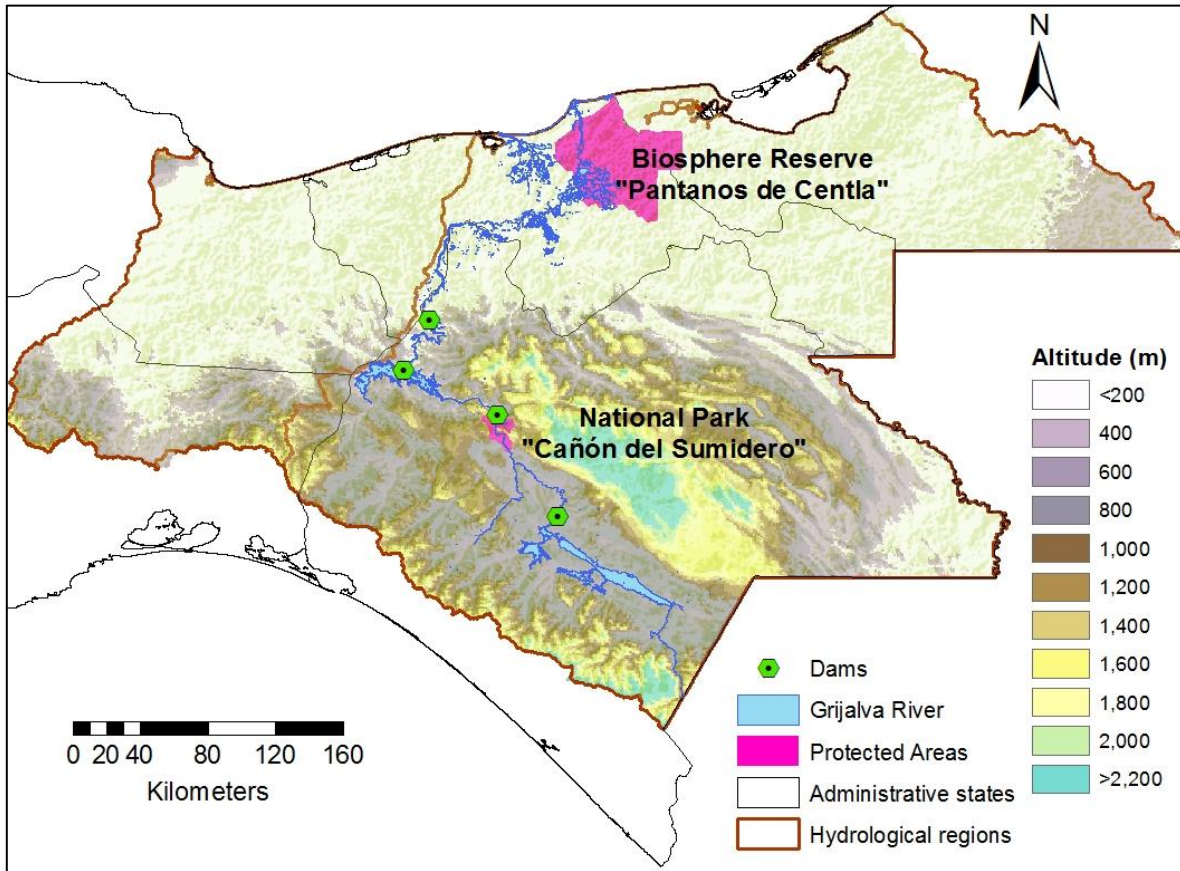 N
Biosphere Reserve
"Pantanos de Centla"
National Park
"Cañón del Sumidero"
Altitude (m)
<200
400
600
800
1,000
1,200
1,400
1,600
1,800
2,000
>2,200
Dams
Grijalva River
Protected Areas
Administrative states
Hydrological regions
0 20 40 80 120 160
Kilometers